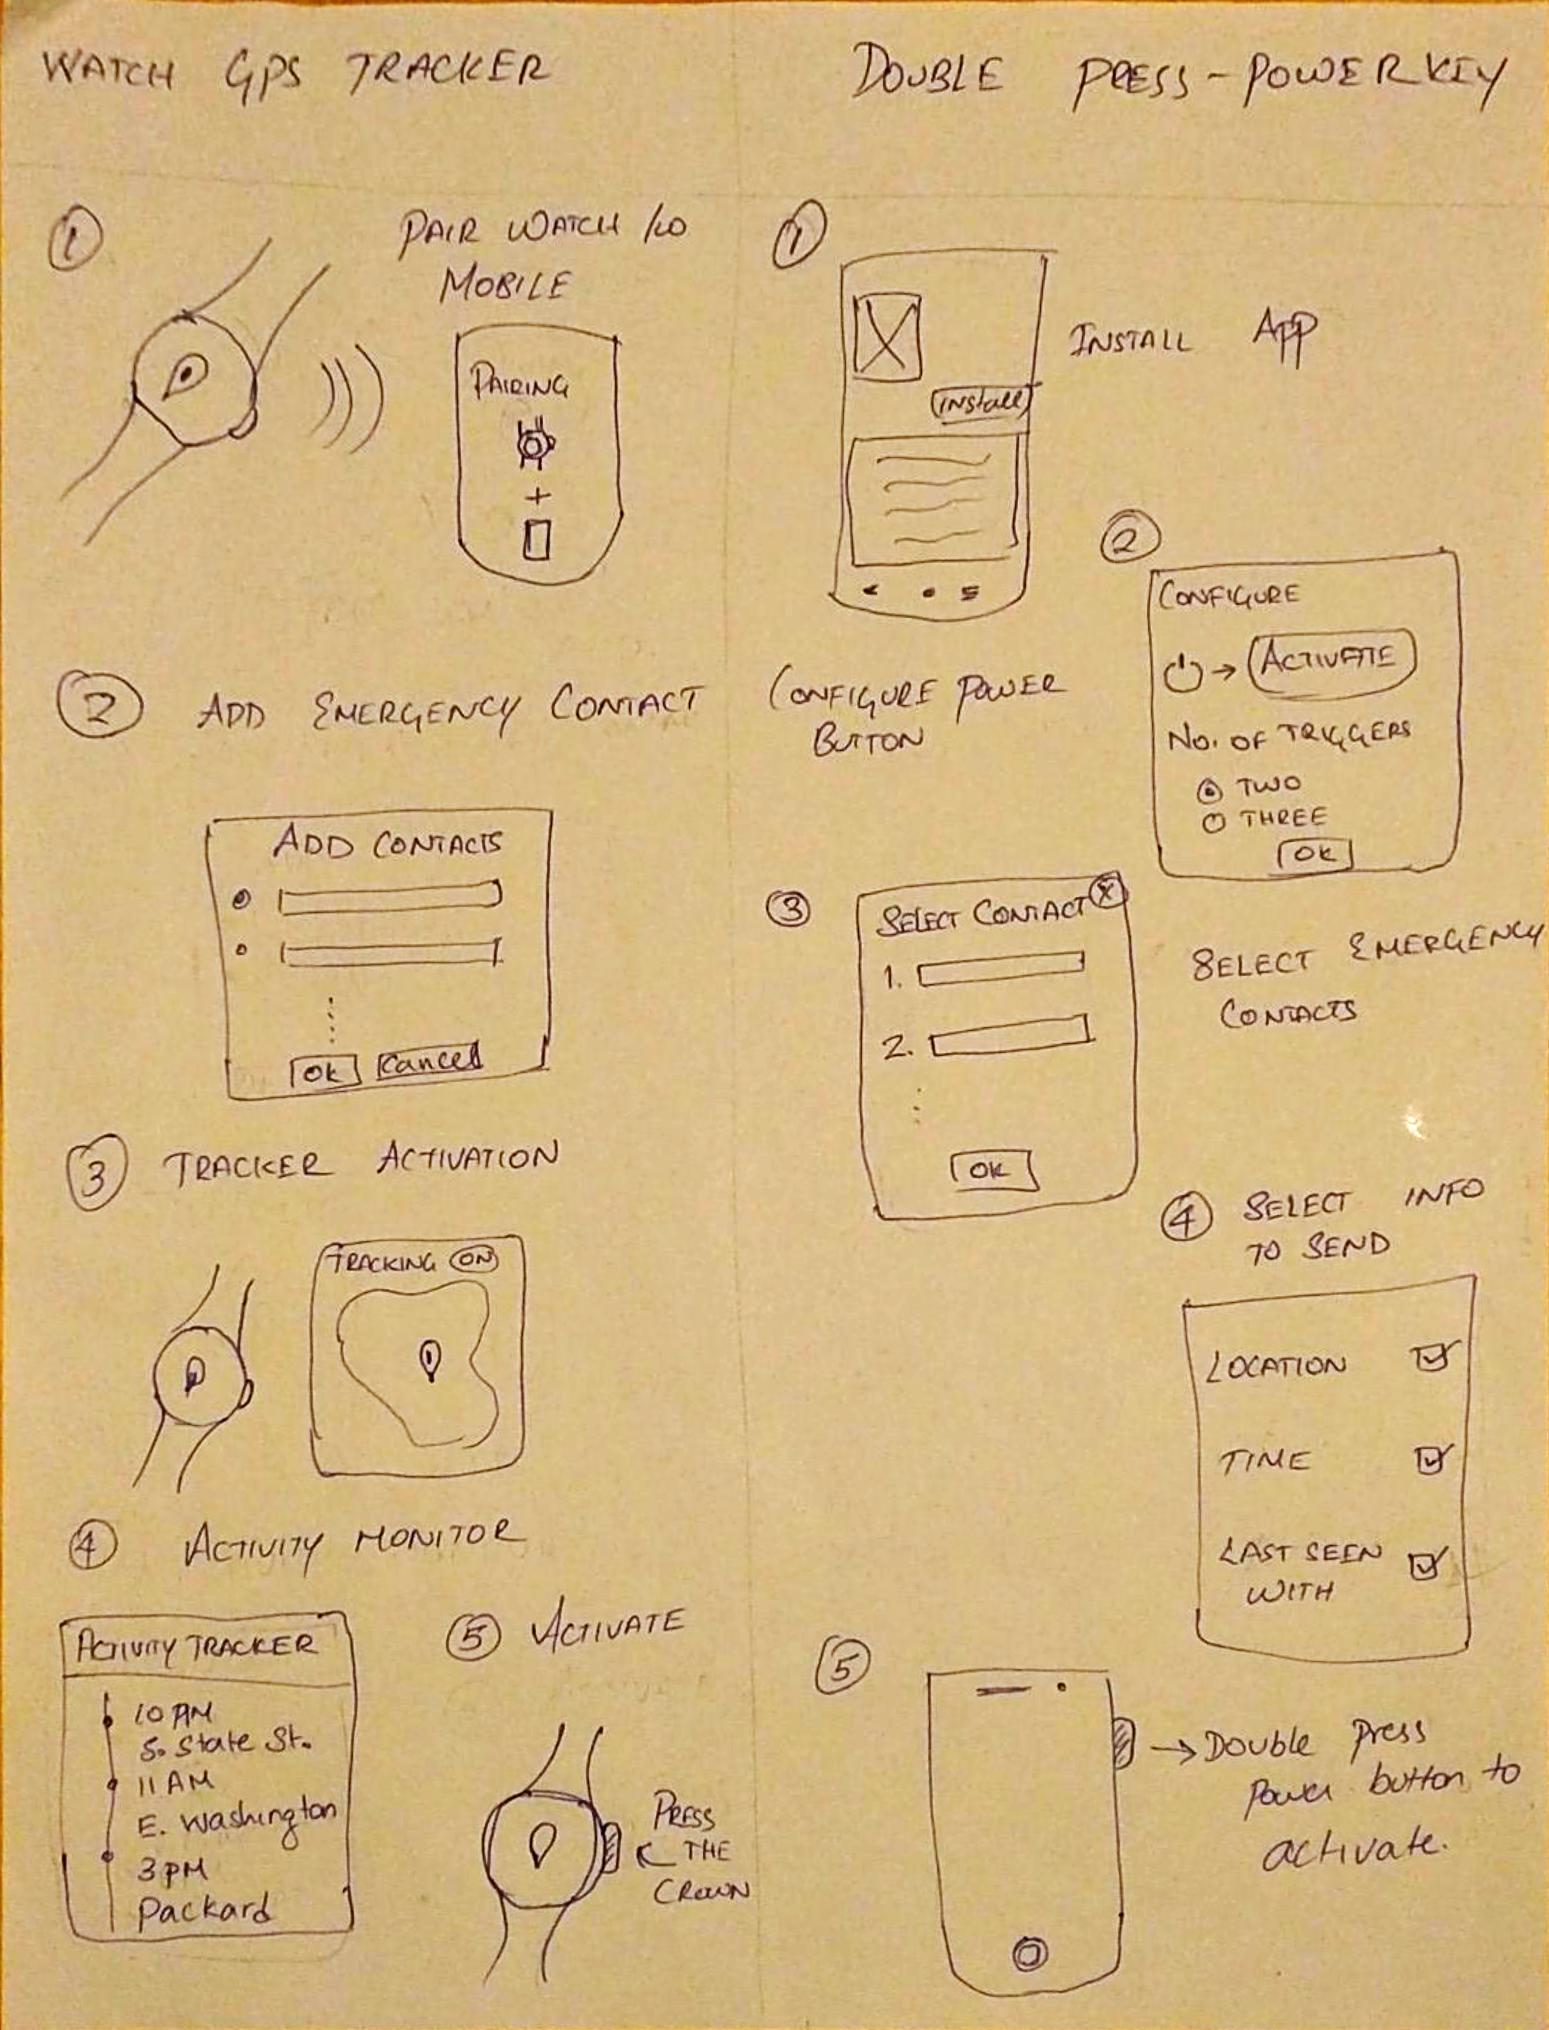 WATCH GPS TRACKER
1
PAIR WATCH
MOBILE
PAIRING
+
2 ADD EMERGENCY CONTACT
ADD CONTACTS
OK Cancel
3 TRACKER ACTIVATION
TRACKING ON
4 ACTIVITY MONITOR
ACTIVITY TRACKER
10 AM
S. State St.
11 AM
E. Washington
3 PM
Packard
5 ACTIVATE
PRESS
THE
CROWN
DOUBLE PRESS - POWER KEY
1
INSTALL APP
install
2
CONFIGURE
→ ACTIVATE
NO. OF TRIGGERS
TWO
THREE
OK
CONFIGURE POWER
BUTTON
3
SELECT CONTACT X
1.
2.
OK
SELECT EMERGENCY
CONTACTS
4 SELECT INFO
TO SEND
LOCATION
TIME
LAST SEEN
WITH
5
→ Double press
Power button to
activate.